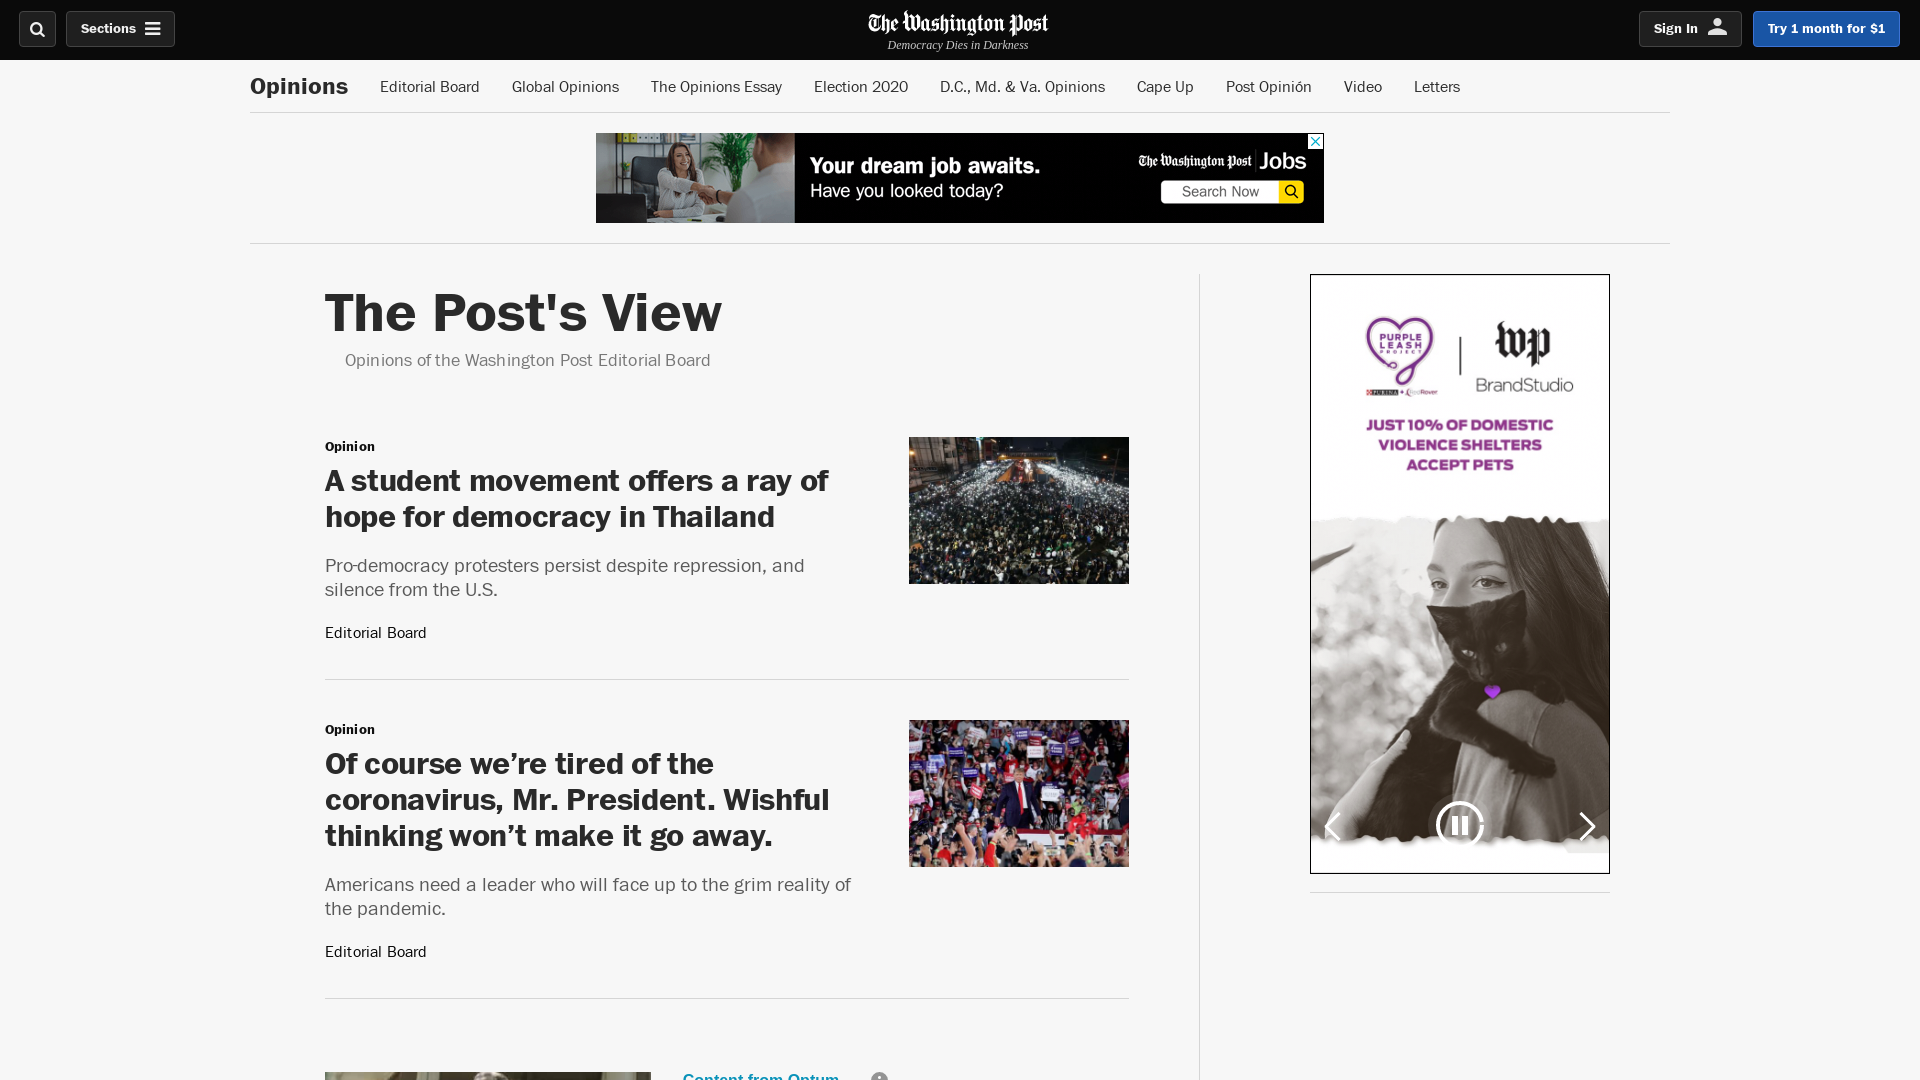 Sections
The Washington Post
Democracy Dies in Darkness
Sign In
Try 1 month for $1
Opinions
Editorial Board
Global Opinions
The Opinions Essay
Election 2020
D.C., Md. & Va. Opinions
Cape Up
Post Opinión
Video
Letters
Your dream job awaits.
Have you looked today?
The Washington Post Jobs
Search Now
The Post's View
Opinions of the Washington Post Editorial Board
Opinion
A student movement offers a ray of
hope for democracy in Thailand
Pro-democracy protesters persist despite repression, and
silence from the U.S.
Editorial Board
Opinion
Of course we’re tired of the
coronavirus, Mr. President. Wishful
thinking won’t make it go away.
Americans need a leader who will face up to the grim reality of
the pandemic.
Editorial Board
Content from Optum
PURPLE
LEASH
PROJECT
PURINA + RedRover
wp
BrandStudio
JUST 10% OF DOMESTIC
VIOLENCE SHELTERS
ACCEPT PETS